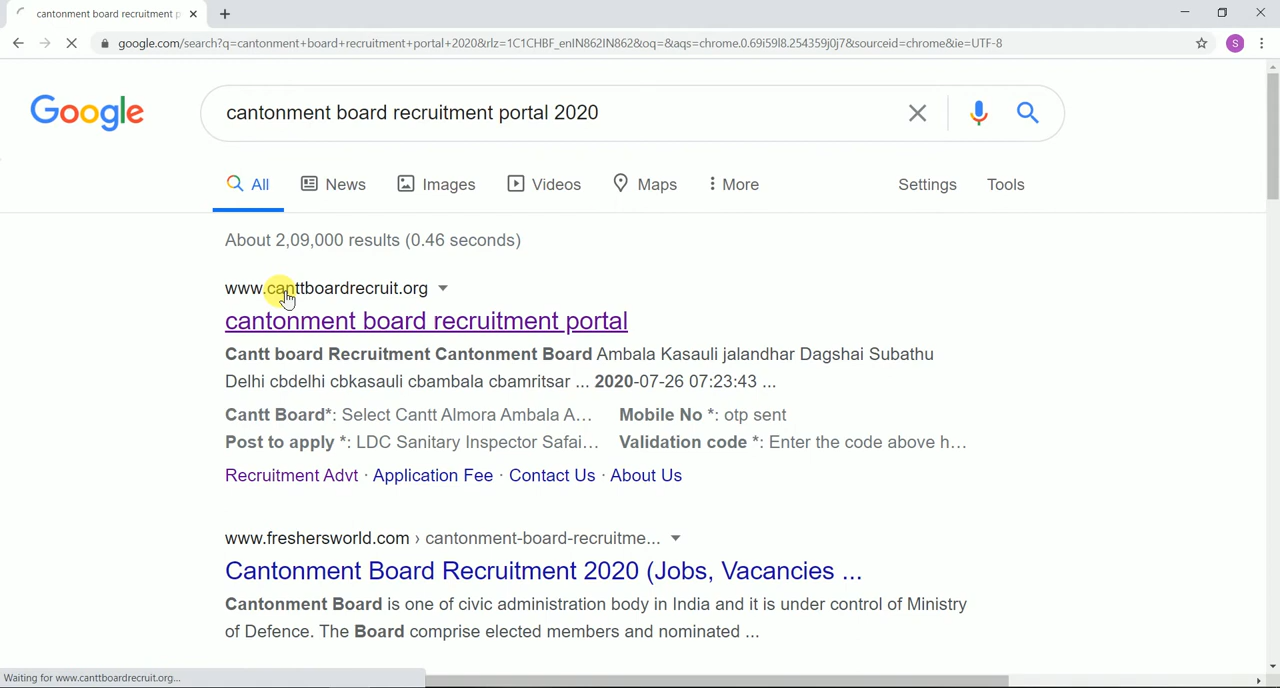 cantonment board recruitment p
google.com/search?q=cantonment+board+recruitment+portal+2020&rlz=1C1CHBF_enIN862IN862&oq=&aqs=chrome.0.69i59l8.254359j0j7&sourceid=chrome&ie=UTF-8
S
Google
cantonment board recruitment portal 2020
All News Images Videos Maps More Settings Tools
About 2,09,000 results (0.46 seconds)
www.canttboardrecruit.org
cantonment board recruitment portal
Cantt board Recruitment Cantonment Board Ambala Kasauli jalandhar Dagshai Subathu
Delhi cbdelhi cbkasauli cbambala cbamritsar ... 2020-07-26 07:23:43 ...
Cantt Board*: Select Cantt Almora Ambala A... Mobile No *: otp sent
Post to apply *: LDC Sanitary Inspector Safai... Validation code *: Enter the code above h...
Recruitment Advt · Application Fee · Contact Us · About Us
www.freshersworld.com › cantonment-board-recruitme...
Cantonment Board Recruitment 2020 (Jobs, Vacancies ...
Cantonment Board is one of civic administration body in India and it is under control of Ministry
of Defence. The Board comprise elected members and nominated ...
Waiting for www.canttboardrecruit.org...